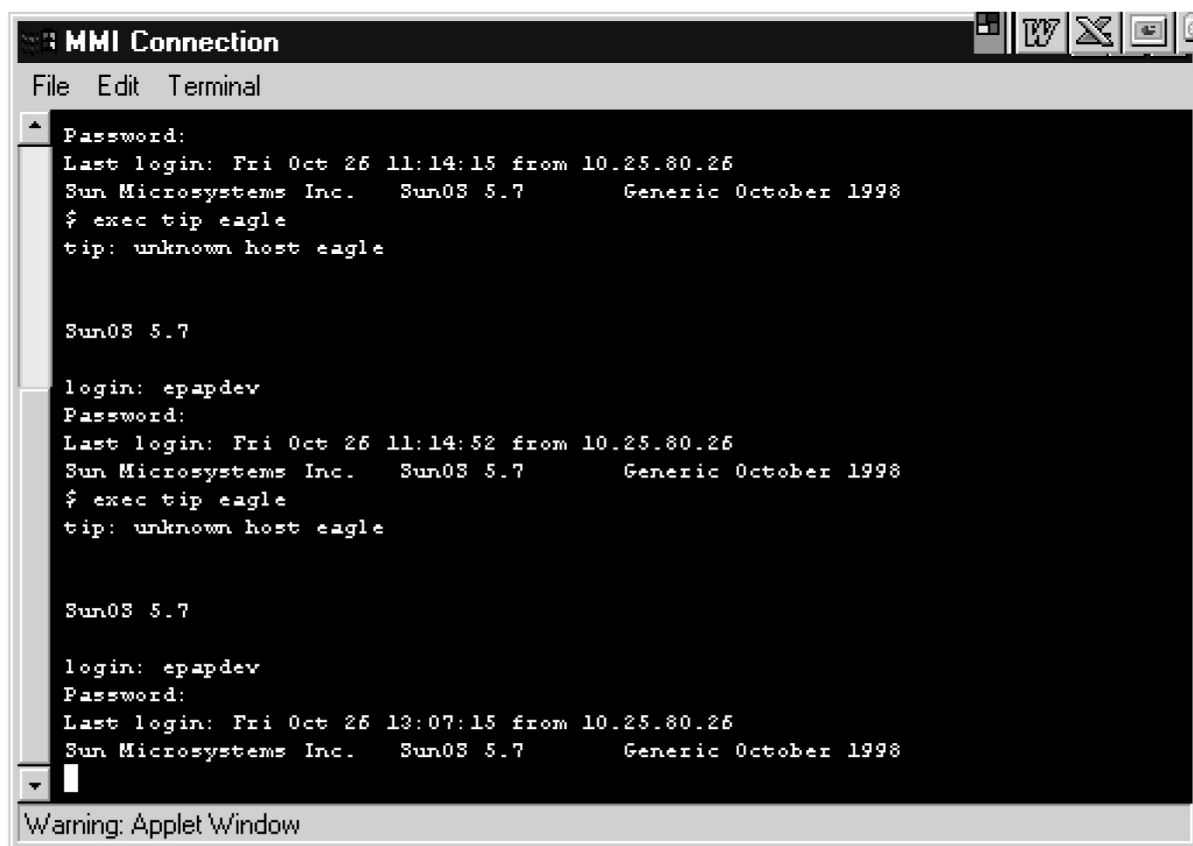 MMI Connection
File Edit Terminal
Password:
Last login: Fri Oct 26 11:14:15 from 10.25.80.26
Sun Microsystems Inc. SunOS 5.7 Generic October 1998
$ exec tip eagle
tip: unknown host eagle
SunOS 5.7
login: epapdev
Password:
Last login: Fri Oct 26 11:14:52 from 10.25.80.26
Sun Microsystems Inc. SunOS 5.7 Generic October 1998
$ exec tip eagle
tip: unknown host eagle
SunOS 5.7
login: epapdev
Password:
Last login: Fri Oct 26 13:07:15 from 10.25.80.26
Sun Microsystems Inc. SunOS 5.7 Generic October 1998
Warning: Applet Window